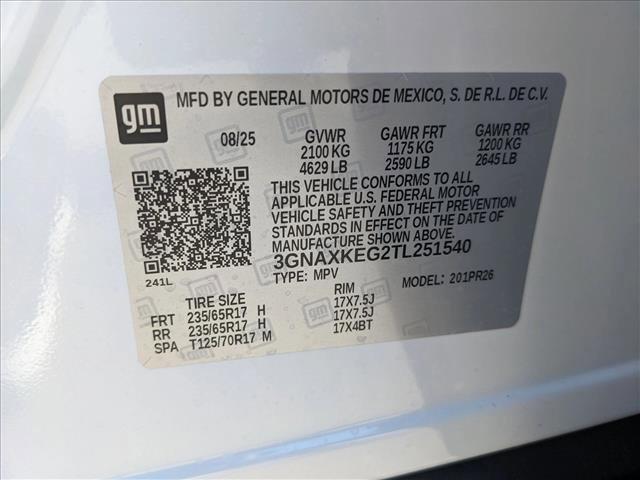 gm MFD BY GENERAL MOTORS DE MEXICO, S. DE R.L. DE C.V.
08/25 GVWR GAWR FRT GAWR RR
2100 KG 1175 KG 1200 KG
4629 LB 2590 LB 2645 LB
THIS VEHICLE CONFORMS TO ALL
APPLICABLE U.S. FEDERAL MOTOR
VEHICLE SAFETY AND THEFT PREVENTION
STANDARDS IN EFFECT ON THE DATE OF
MANUFACTURE SHOWN ABOVE.
3GNAXKEG2TL251540
241L TYPE: MPV MODEL: 201PR26
TIRE SIZE RIM
FRT 235/65R17 H 17X7.5J
RR 235/65R17 H 17X7.5J
SPA T125/70R17 M 17X4BT